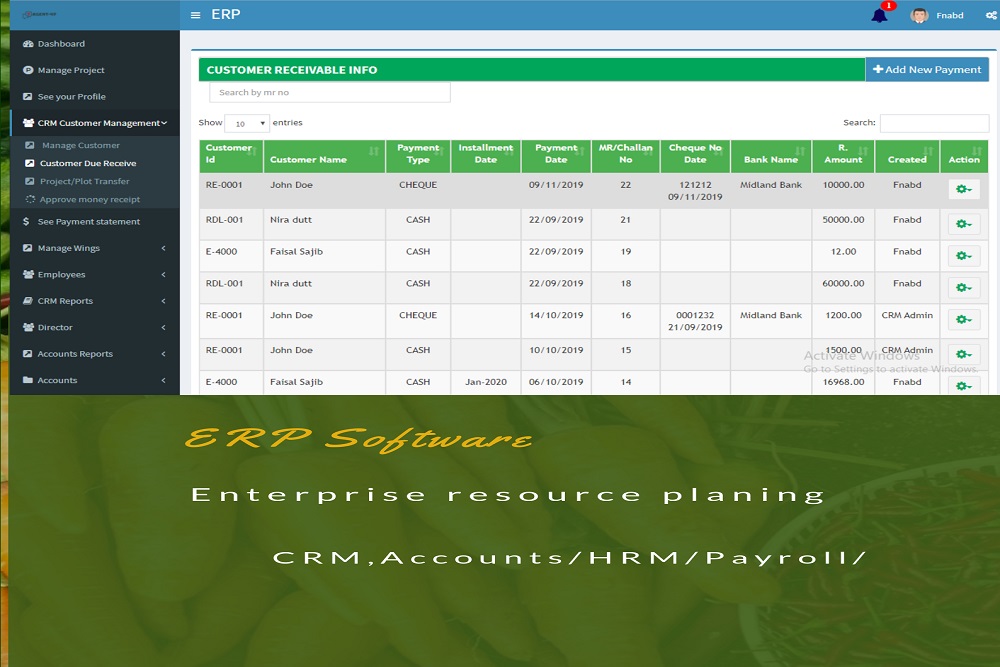 ERP
1
Fnabd
Dashboard
Manage Project
See your Profile
CRM Customer Management
Manage Customer
Customer Due Receive
Project/Plot Transfer
Approve money receipt
$ See Payment statement
Manage Wings
Employees
CRM Reports
Director
Accounts Reports
Accounts
CUSTOMER RECEIVABLE INFO
+ Add New Payment
Search by mr no
Show 10 entries
Search:
Customer Id Customer Name Payment Type Installment Date Payment Date MR/Challan No Cheque No Date Bank Name R. Amount Created Action
RE-0001 John Doe CHEQUE 09/11/2019 22 121212 09/11/2019 Midland Bank 10000.00 Fnabd
RDL-001 Nira dutt CASH 22/09/2019 21 50000.00 Fnabd
E-4000 Faisal Sajib CASH 22/09/2019 19 12.00 Fnabd
RDL-001 Nira dutt CASH 22/09/2019 18 60000.00 Fnabd
RE-0001 John Doe CHEQUE 14/10/2019 16 0001232 21/09/2019 Midland Bank 1200.00 CRM Admin
RE-0001 John Doe CASH 10/10/2019 15 1500.00 CRM Admin
Activate Windows
Go to Settings to activate Windows.
E-4000 Faisal Sajib CASH Jan-2020 06/10/2019 14 16968.00 Fnabd
ERP Software
Enterprise resource planing
CRM,Accounts/HRM/Payroll/